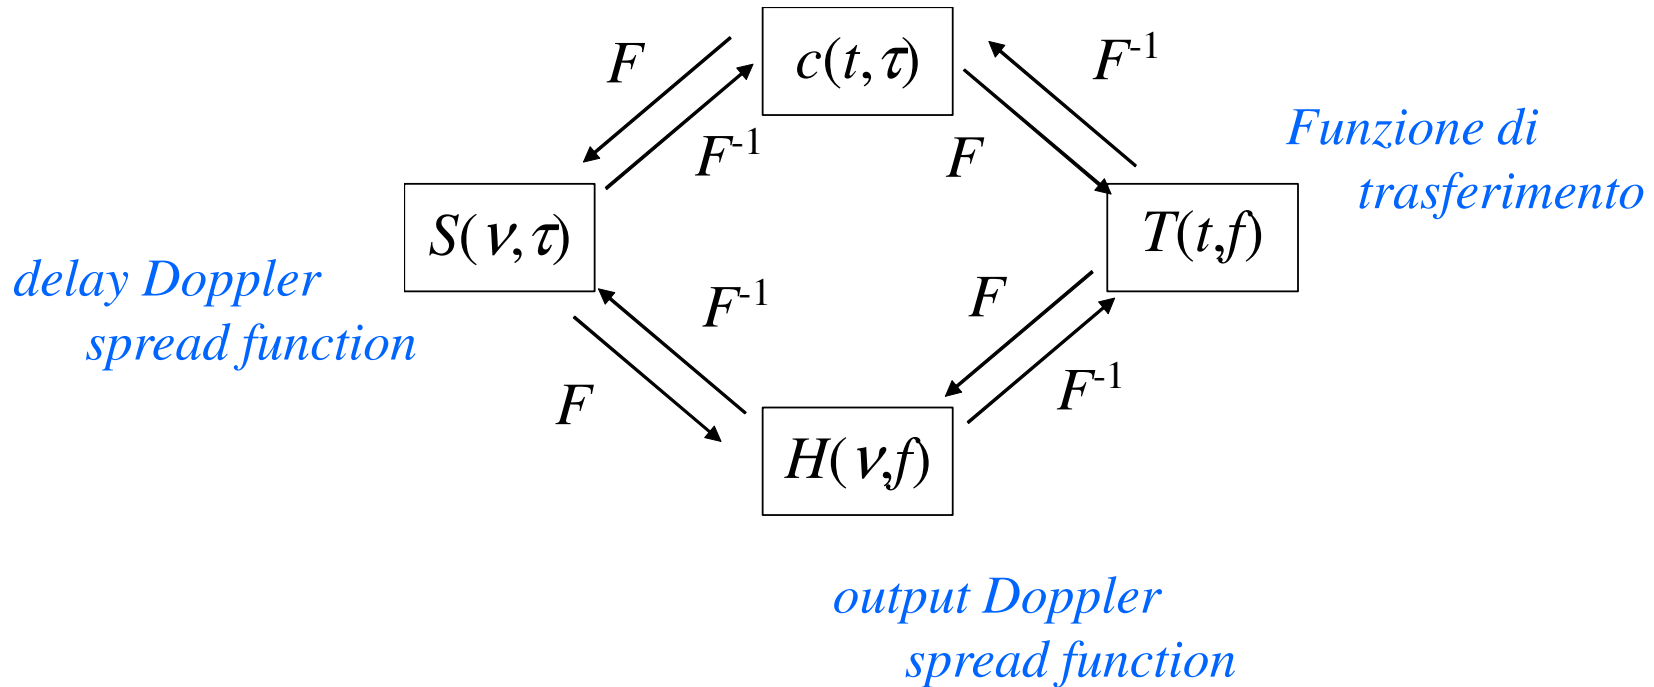 c(t,τ)
F
F⁻¹
F⁻¹
F
Funzione di
trasferimento
S(ν,τ)
T(t,f)
delay Doppler
spread function
F⁻¹
F
F
F⁻¹
H(ν,f)
output Doppler
spread function